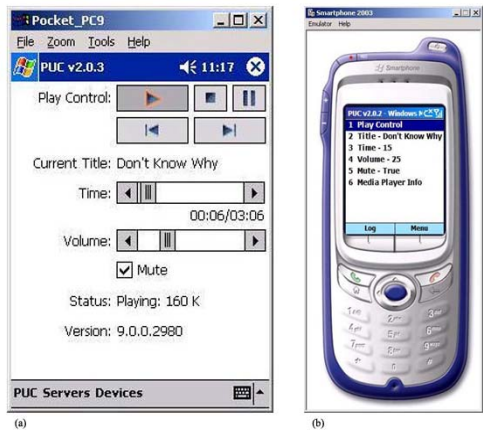 Pocket_PC9
File Zoom Tools Help
PUC v2.0.3 11:17
Play Control:
Current Title: Don't Know Why
Time:
00:06/03:06
Volume:
Mute
Status: Playing: 160 K
Version: 9.0.0.2980
PUC Servers Devices
(a)
Smartphone 2003
Emulator Help
Smartphone
PUC v2.0.2 - Windows
1 Play Control
2 Title - Don't Know Why
3 Time - 15
4 Volume - 25
5 Mute - True
6 Media Player Info
Log Menu
(b)